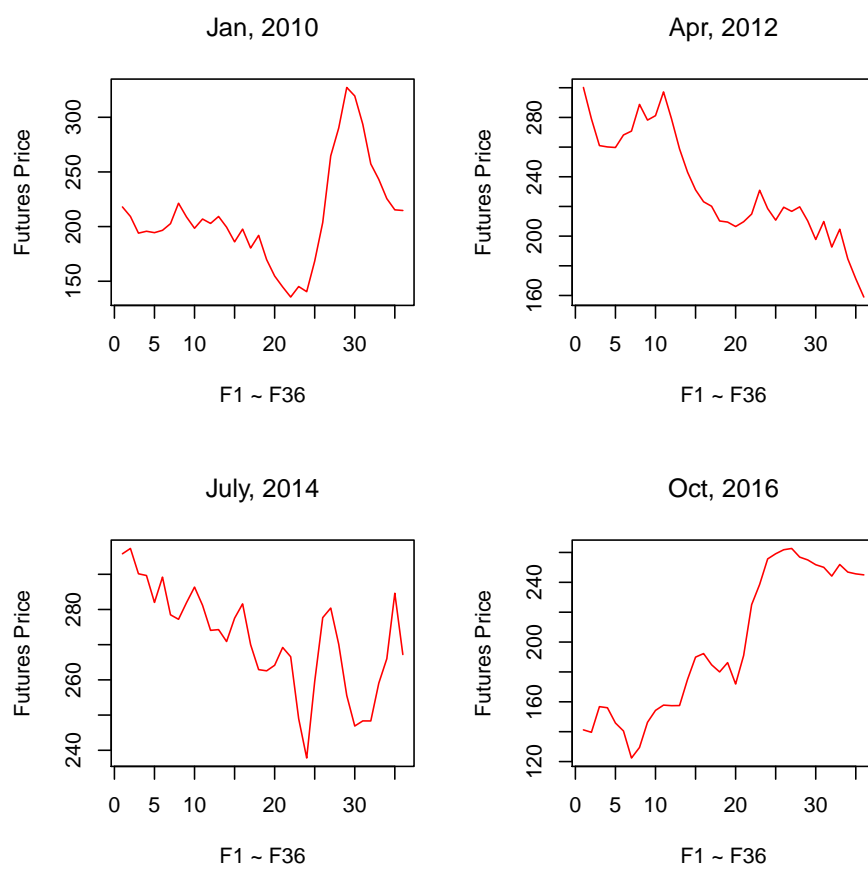 Jan, 2010
Futures Price
150 200 250 300
0 5 10 20 30
F1 ~ F36
Apr, 2012
Futures Price
160 200 240 280
0 5 10 20 30
F1 ~ F36
July, 2014
Futures Price
240 260 280
0 5 10 20 30
F1 ~ F36
Oct, 2016
Futures Price
120 160 200 240
0 5 10 20 30
F1 ~ F36